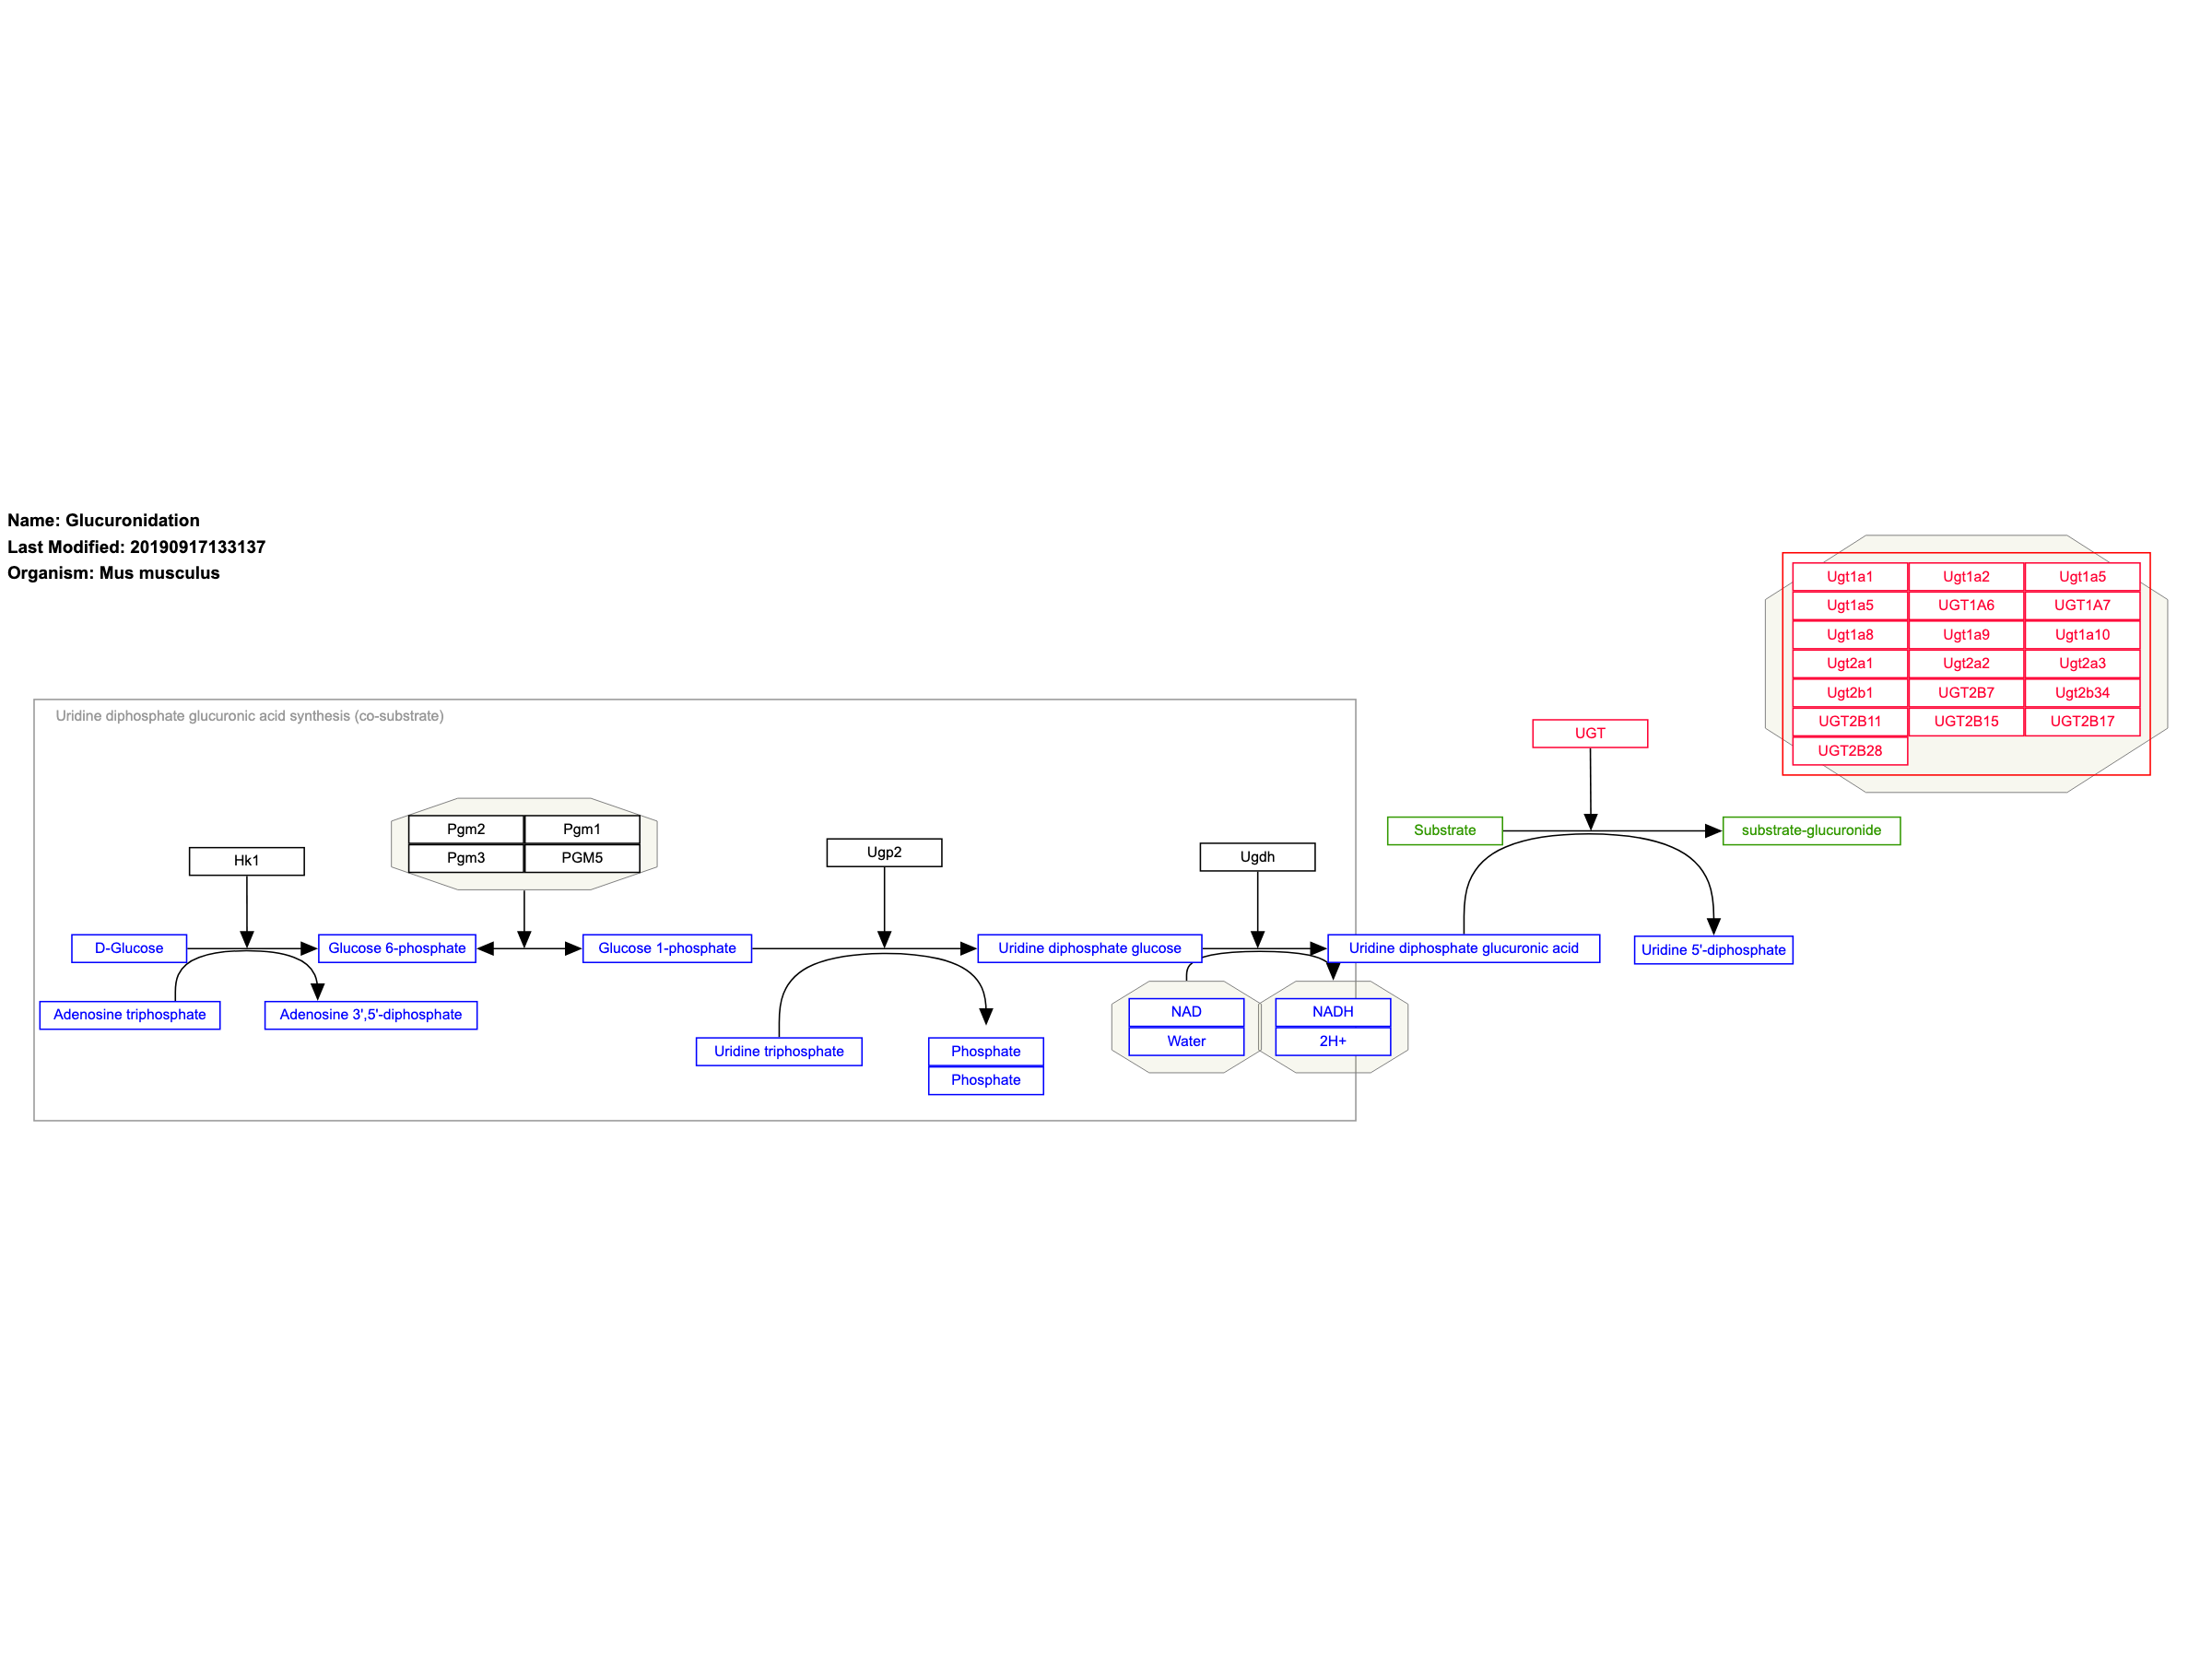 Name: Glucuronidation
Last Modified: 20190917133137
Organism: Mus musculus
Ugt1a1 Ugt1a2 Ugt1a5
Ugt1a5 UGT1A6 UGT1A7
Ugt1a8 Ugt1a9 Ugt1a10
Ugt2a1 Ugt2a2 Ugt2a3
Ugt2b1 UGT2B7 Ugt2b34
UGT2B11 UGT2B15 UGT2B17
UGT2B28
Uridine diphosphate glucuronic acid synthesis (co-substrate)
UGT
Pgm2 Pgm1
Pgm3 PGM5
Hk1
Ugp2
Ugdh
Substrate
substrate-glucuronide
D-Glucose
Glucose 6-phosphate
Glucose 1-phosphate
Uridine diphosphate glucose
Uridine diphosphate glucuronic acid
Uridine 5'-diphosphate
Adenosine triphosphate
Adenosine 3',5'-diphosphate
Uridine triphosphate
Phosphate
Phosphate
NAD
Water
NADH
2H+